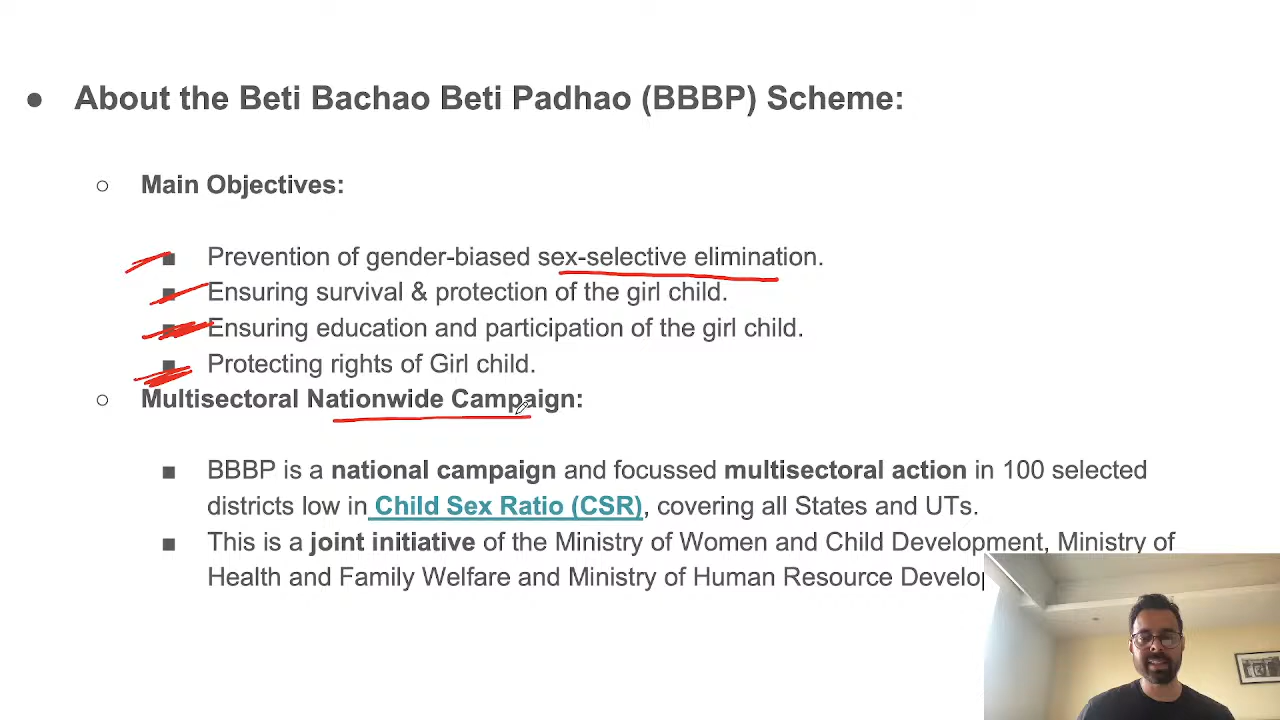 ● About the Beti Bachao Beti Padhao (BBBP) Scheme:
○ Main Objectives:
■ Prevention of gender-biased sex-selective elimination.
■ Ensuring survival & protection of the girl child.
■ Ensuring education and participation of the girl child.
■ Protecting rights of Girl child.
○ Multisectoral Nationwide Campaign:
■ BBBP is a national campaign and focussed multisectoral action in 100 selected
districts low in Child Sex Ratio (CSR), covering all States and UTs.
■ This is a joint initiative of the Ministry of Women and Child Development, Ministry of
Health and Family Welfare and Ministry of Human Resource